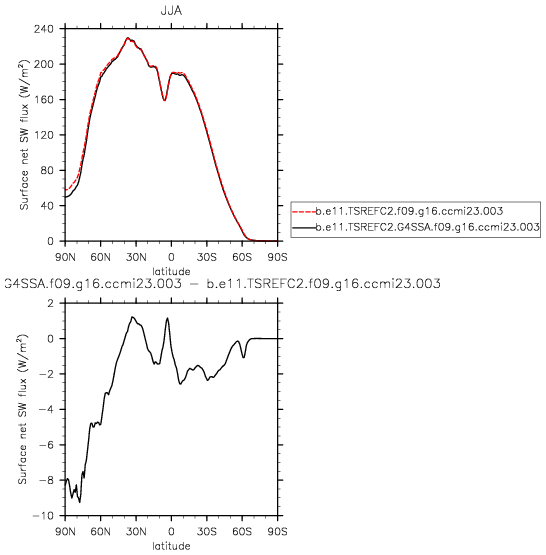 JJA
Surface net SW flux (W/m²)
240
200
160
120
80
40
0
90N 60N 30N 0 30S 60S 90S
latitude
b.e11.TSREFC2.f09.g16.ccmi23.003
b.e11.TSREFC2.G4SSA.f09.g16.ccmi23.003
G4SSA.f09.g16.ccmi23.003 − b.e11.TSREFC2.f09.g16.ccmi23.003
Surface net SW flux (W/m²)
2
0
−2
−4
−6
−8
−10
90N 60N 30N 0 30S 60S 90S
latitude